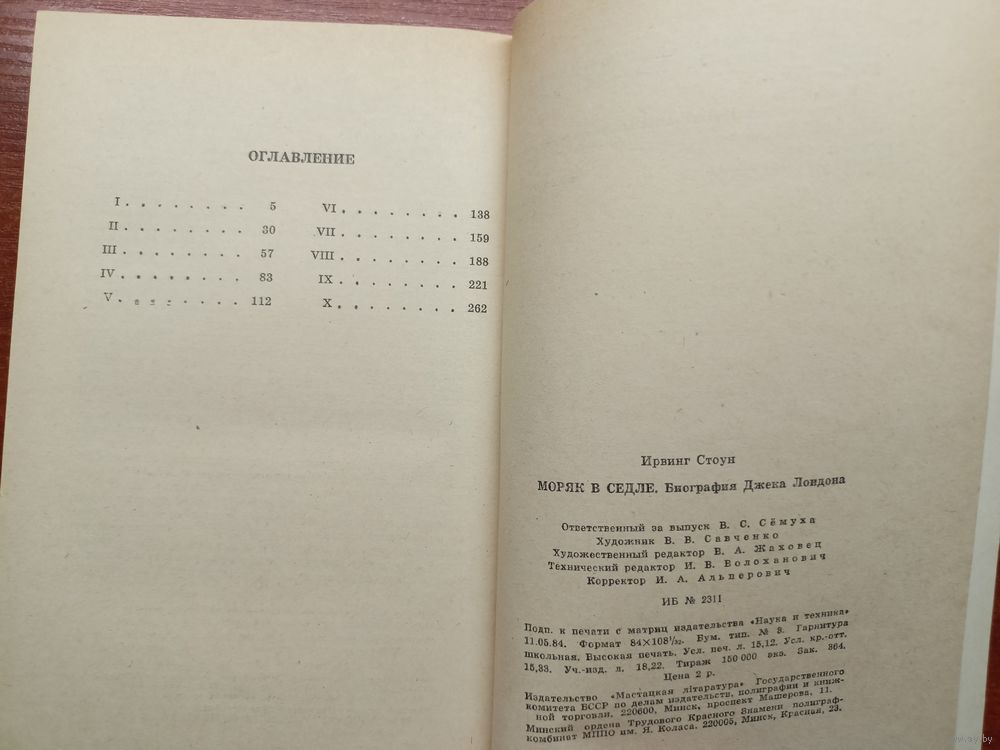 ОГЛАВЛЕНИЕ
I . . . . . . . . 5
II . . . . . . . . 30
III . . . . . . . . 57
IV . . . . . . . . 83
V . . . . . . . . 112
VI . . . . . . . . 138
VII . . . . . . . . 159
VIII . . . . . . . . 188
IX . . . . . . . . 221
X . . . . . . . . 262
Ирвинг Стоун
МОРЯК В СЕДЛЕ. Биография Джека Лондона
Ответственный за выпуск В. С. Сёмуха
Художник В. В. Савченко
Художественный редактор В. А. Жаховец
Технический редактор И. В. Волоханович
Корректор И. А. Альперович
ИБ № 2311
Подп. к печати с матриц издательства «Наука и техника»
11.05.84. Формат 84×108¹/₃₂. Бум. тип. № 3. Гарнитура
школьная. Высокая печать. Усл. печ. л. 15,12. Усл. кр.-отт.
15,33. Уч.-изд. л. 18,22. Тираж 150 000 экз. Зак. 364.
Цена 2 р.
Издательство «Мастацкая літаратура» Государственного
комитета БССР по делам издательств, полиграфии и книж-
ной торговли. 220600, Минск, проспект Машерова, 11.
Минский ордена Трудового Красного Знамени полиграф-
комбинат МППО им. Я. Коласа. 220005, Минск, Красная, 23.